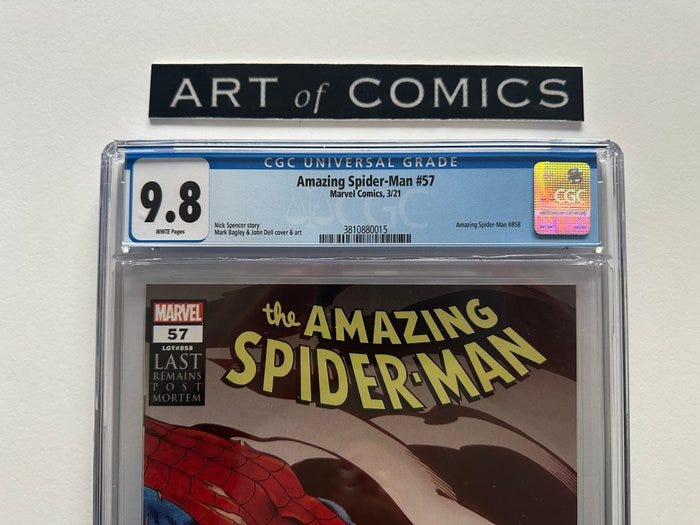 ART of COMICS
CGC UNIVERSAL GRADE
9.8
WHITE Pages
Amazing Spider-Man #57
Marvel Comics, 3/21
Nick Spencer story
Mark Bagley & John Dell cover & art
3810880015
Amazing Spider-Man #858
CGC
CGC
MARVEL
57
LGY#858
LAST
REMAINS
POST
MORTEM
the AMAZING
SPIDER-MAN